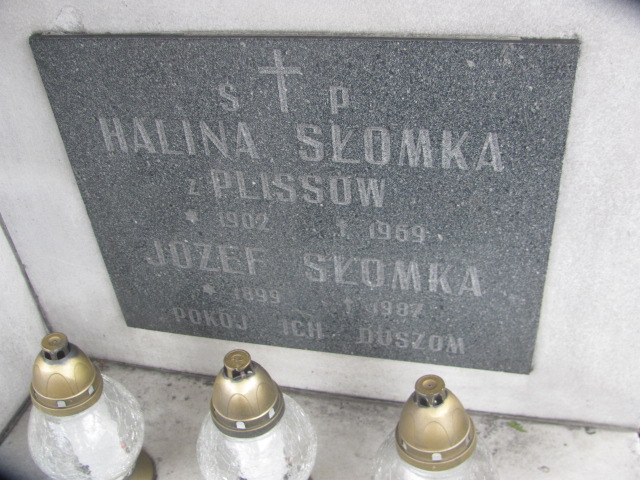 Ś † P
HALINA SŁOMKA
z PLISSÓW
* 1902 † 1969
JÓZEF SŁOMKA
* 1899 † 1987
POKÓJ ICH DUSZOM